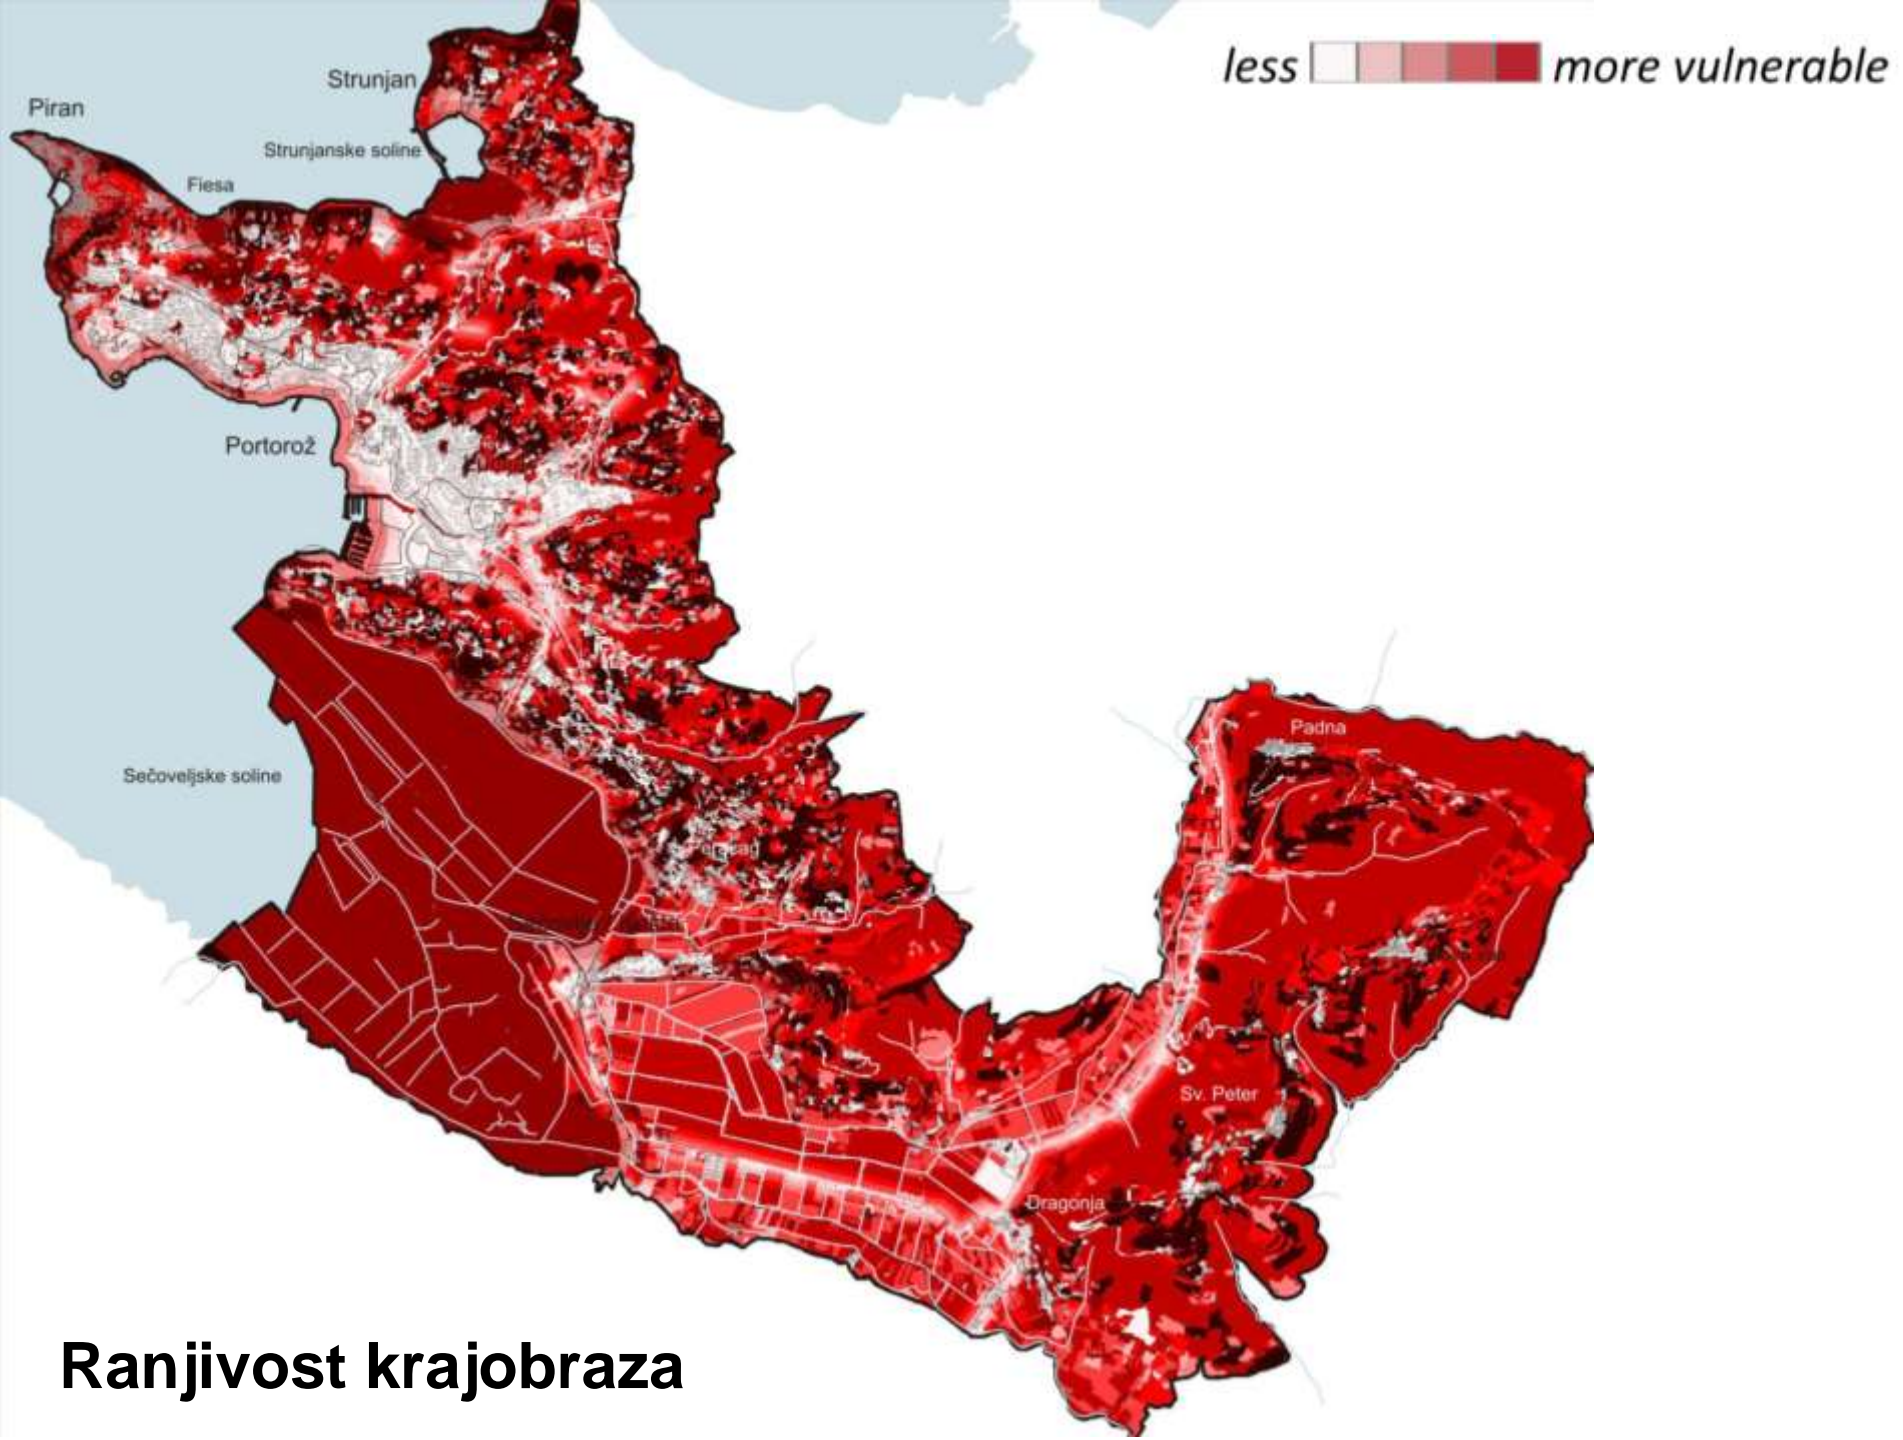 less more vulnerable
Strunjan
Piran
Strunjanske soline
Fiesa
Portorož
Padna
Sečoveljske soline
Sv. Peter
Dragonja
Ranjivost krajobraza